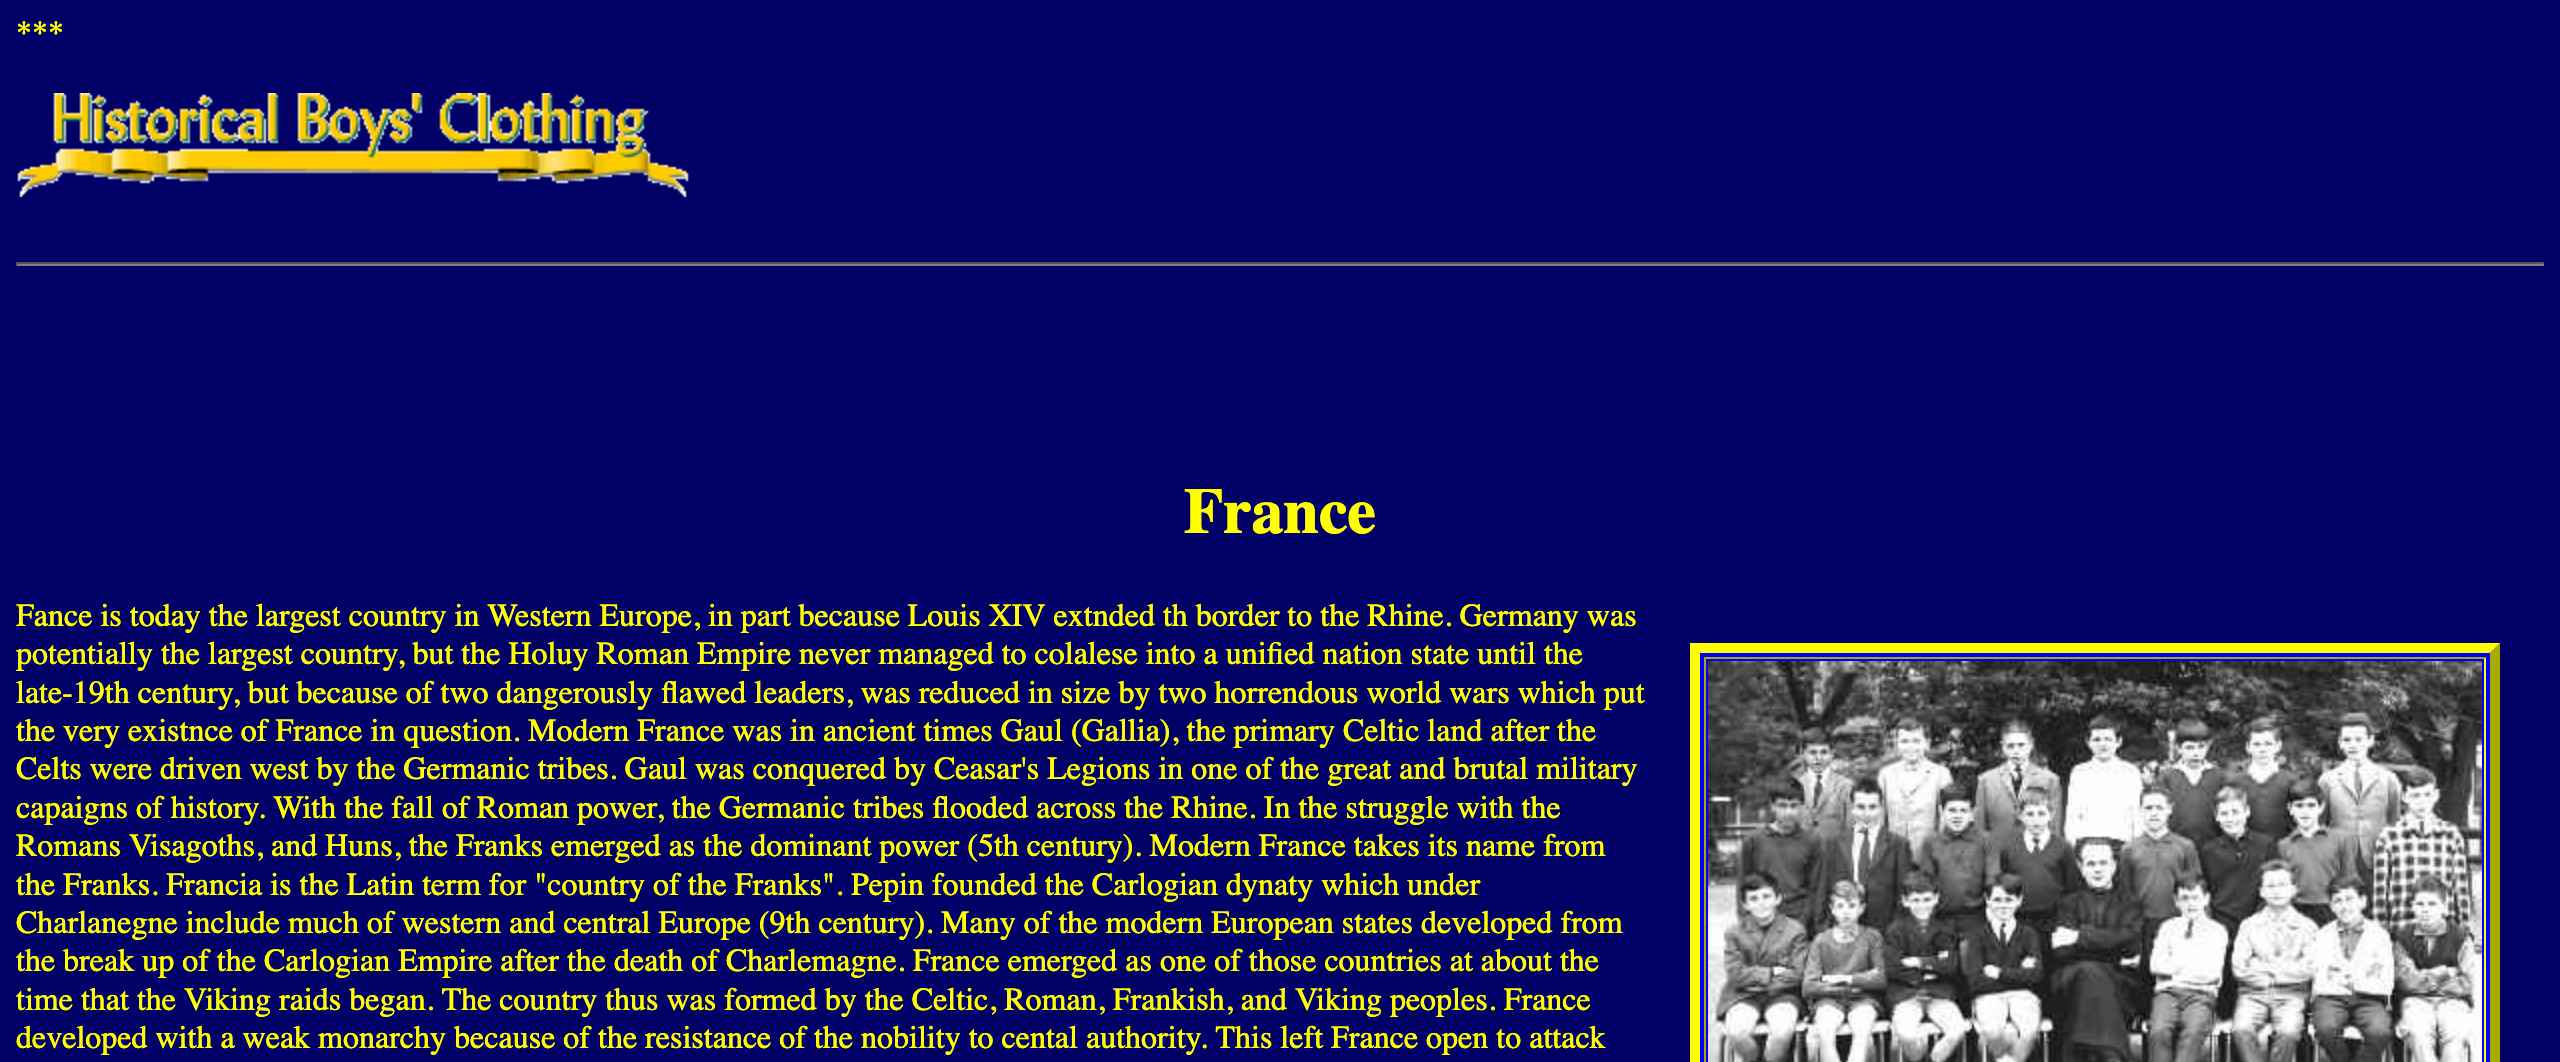 ***
Historical Boys' Clothing
France
Fance is today the largest country in Western Europe, in part because Louis XIV extnded th border to the Rhine. Germany was
potentially the largest country, but the Holuy Roman Empire never managed to colalese into a unified nation state until the
late-19th century, but because of two dangerously flawed leaders, was reduced in size by two horrendous world wars which put
the very existnce of France in question. Modern France was in ancient times Gaul (Gallia), the primary Celtic land after the
Celts were driven west by the Germanic tribes. Gaul was conquered by Ceasar's Legions in one of the great and brutal military
capaigns of history. With the fall of Roman power, the Germanic tribes flooded across the Rhine. In the struggle with the
Romans Visagoths, and Huns, the Franks emerged as the dominant power (5th century). Modern France takes its name from
the Franks. Francia is the Latin term for "country of the Franks". Pepin founded the Carlogian dynaty which under
Charlanegne include much of western and central Europe (9th century). Many of the modern European states developed from
the break up of the Carlogian Empire after the death of Charlemagne. France emerged as one of those countries at about the
time that the Viking raids began. The country thus was formed by the Celtic, Roman, Frankish, and Viking peoples. France
developed with a weak monarchy because of the resistance of the nobility to cental authority. This left France open to attack